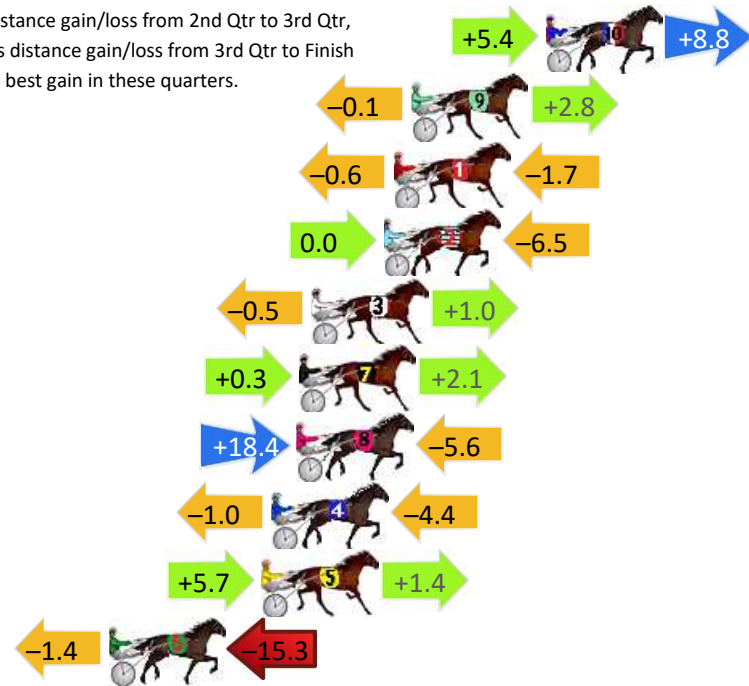 stance gain/loss from 2nd Qtr to 3rd Qtr,
s distance gain/loss from 3rd Qtr to Finish
best gain in these quarters.
+5.4 10 +8.8
–0.1 9 +2.8
–0.6 1 –1.7
0.0 2 –6.5
–0.5 3 +1.0
+0.3 7 +2.1
+18.4 8 –5.6
–1.0 4 –4.4
+5.7 5 +1.4
–1.4 6 –15.3